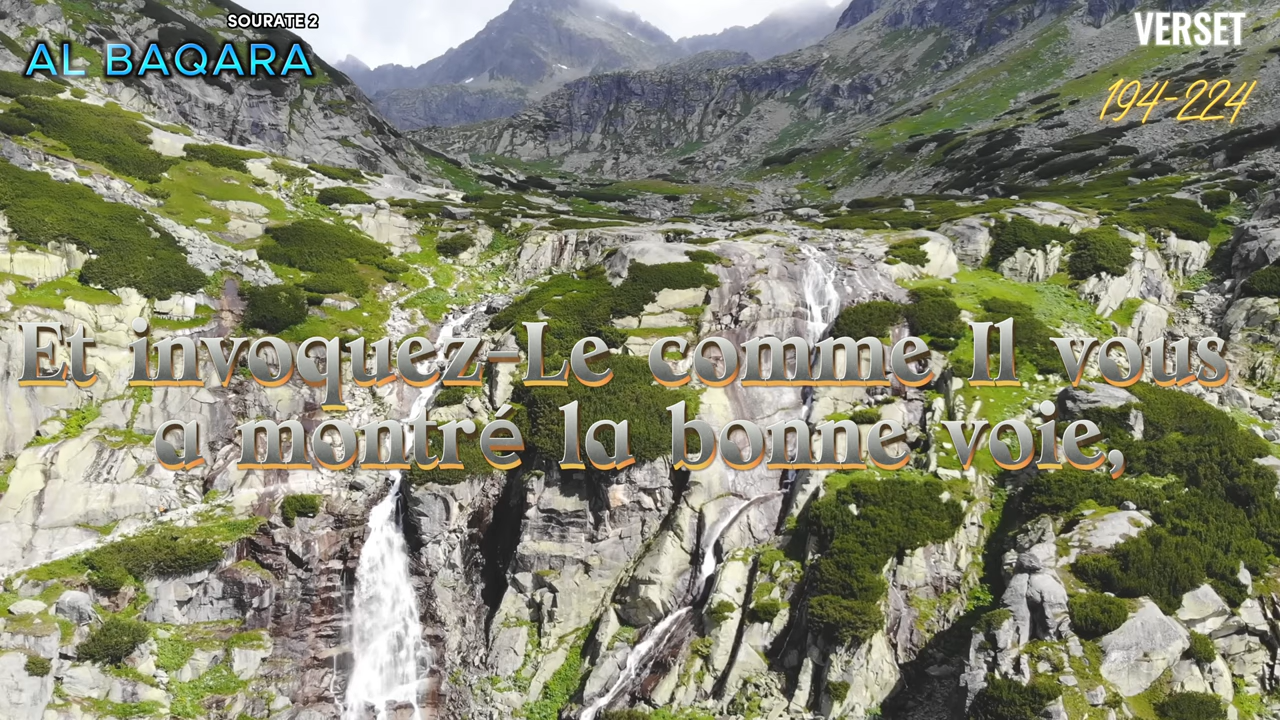 SOURATE 2
AL BAQARA
VERSET
194-224
Et invoquez-Le comme Il vous
a montré la bonne voie,